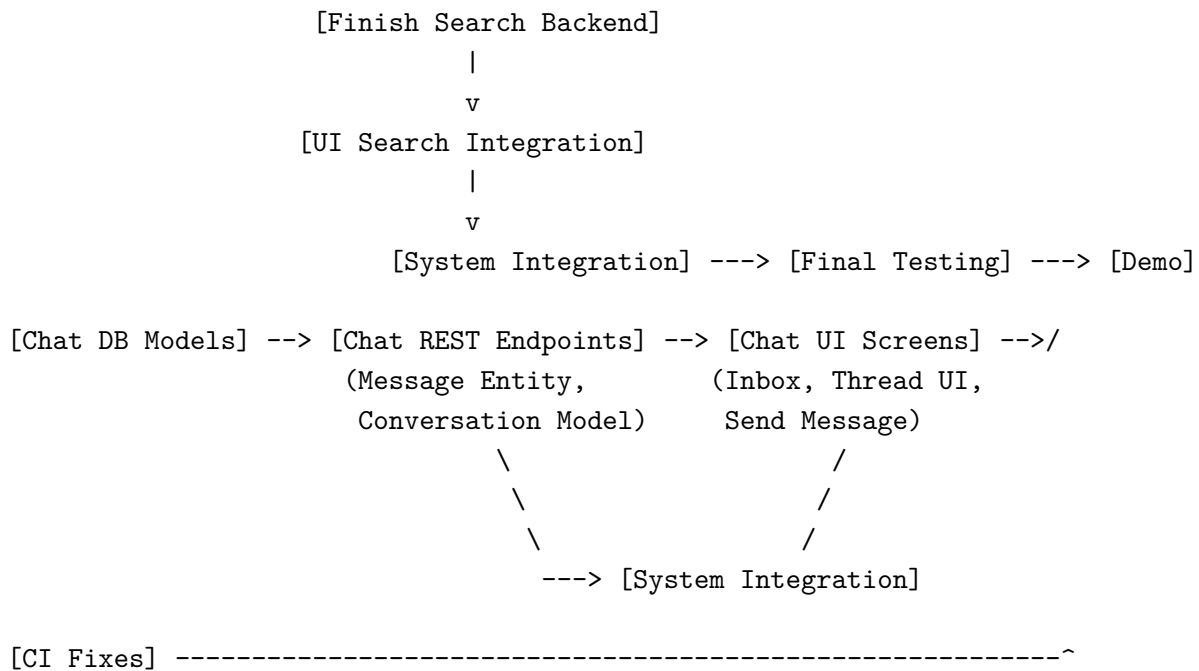 [Finish Search Backend]
|
v
[UI Search Integration]
|
v
[System Integration] ---> [Final Testing] ---> [Demo]
[Chat DB Models] --> [Chat REST Endpoints] --> [Chat UI Screens] -->/
(Message Entity, (Inbox, Thread UI,
Conversation Model) Send Message)
\ /
\ /
\ /
---> [System Integration]
[CI Fixes] ----------------------------------------------------------^